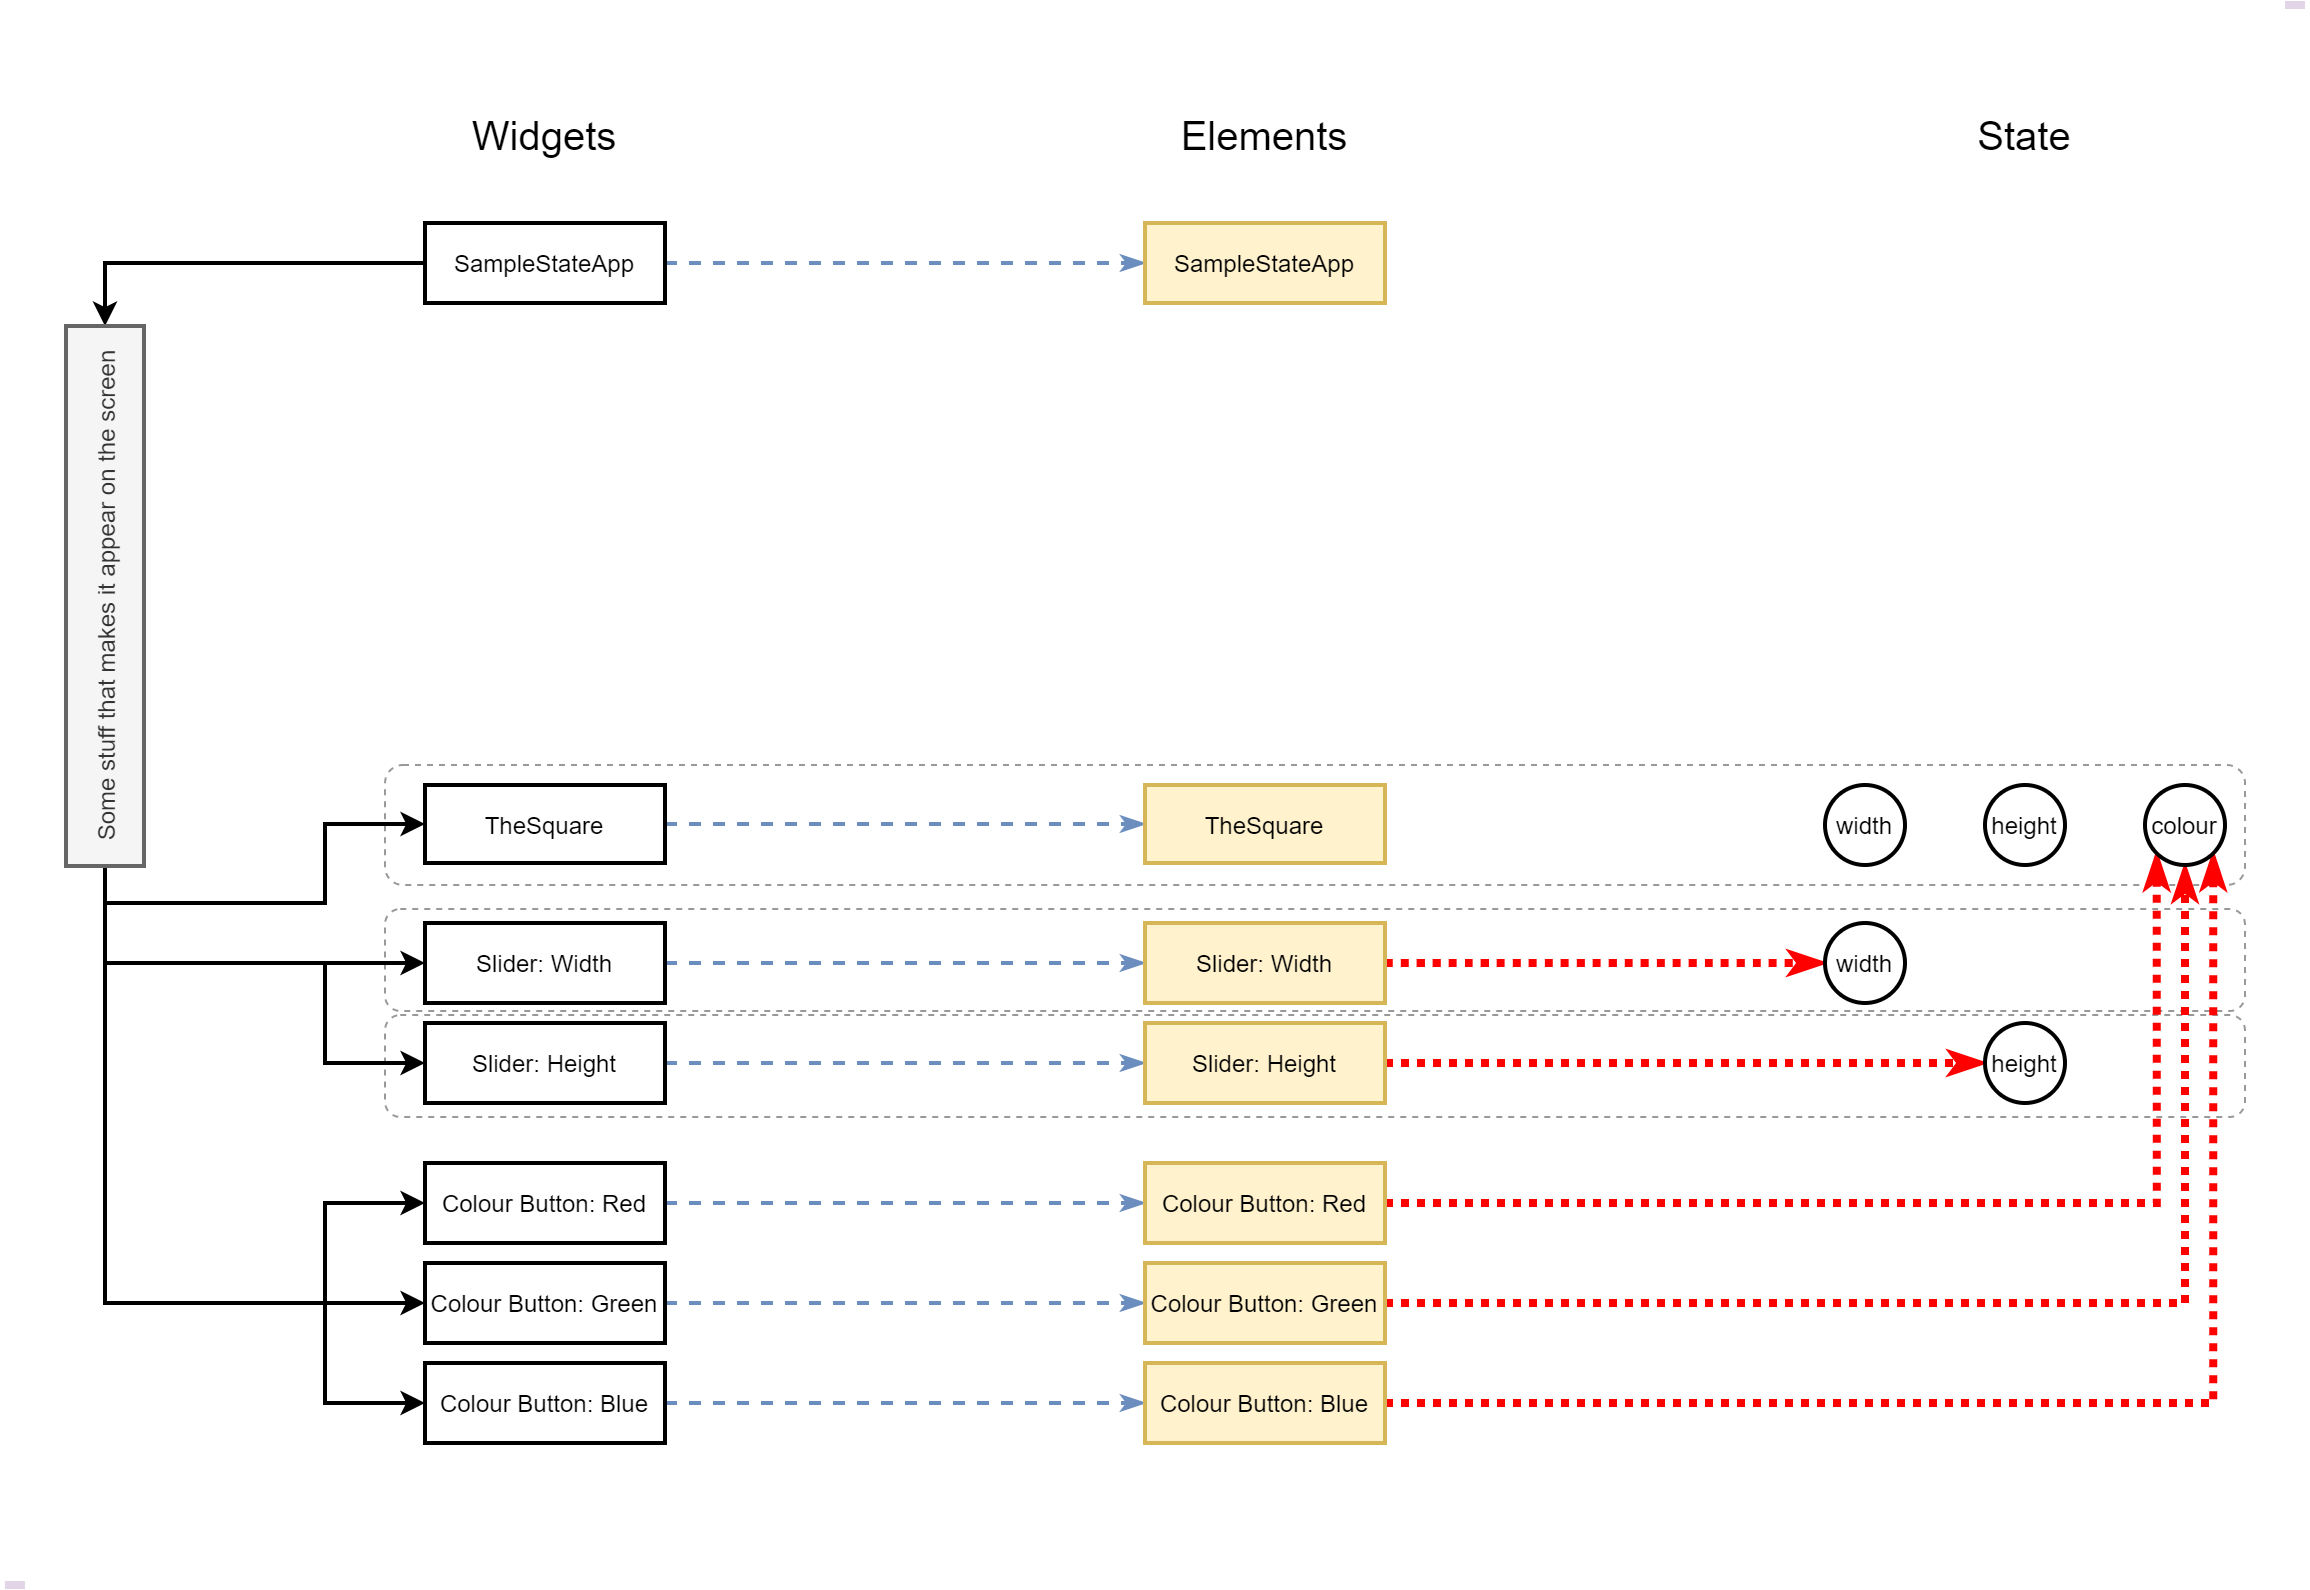 Widgets
Elements
State
SampleStateApp
SampleStateApp
Some stuff that makes it appear on the screen
TheSquare
TheSquare
width
height
colour
Slider: Width
Slider: Width
width
Slider: Height
Slider: Height
height
Colour Button: Red
Colour Button: Red
Colour Button: Green
Colour Button: Green
Colour Button: Blue
Colour Button: Blue